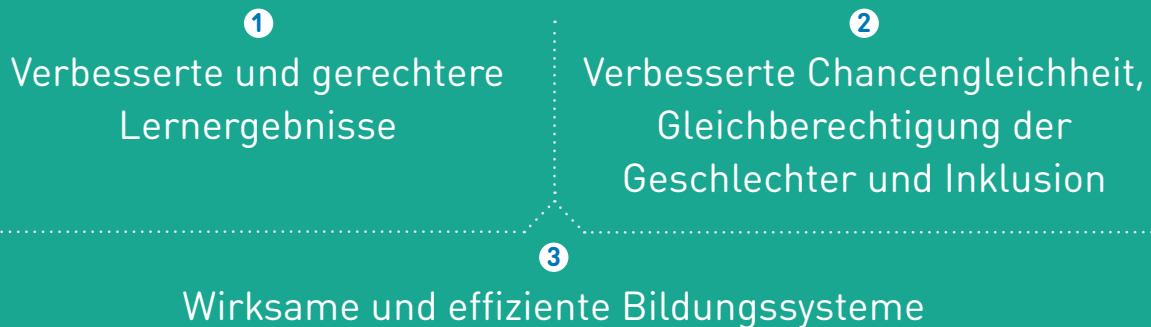 1
Verbesserte und gerechtere
Lernergebnisse
2
Verbesserte Chancengleichheit,
Gleichberechtigung der
Geschlechter und Inklusion
3
Wirksame und effiziente Bildungssysteme